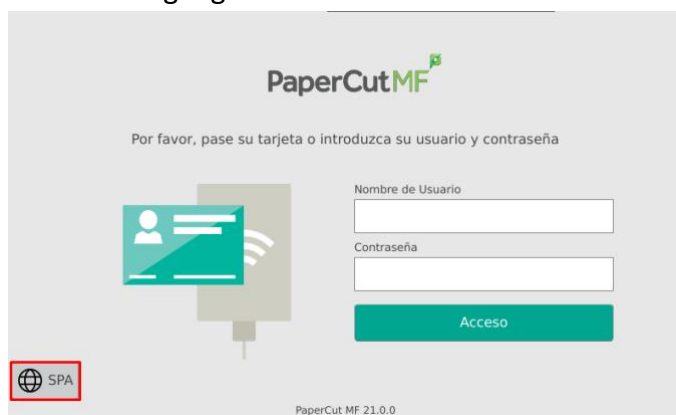 PaperCutMF
Por favor, pase su tarjeta o introduzca su usuario y contraseña
Nombre de Usuario
Contraseña
Acceso
SPA
PaperCut MF 21.0.0